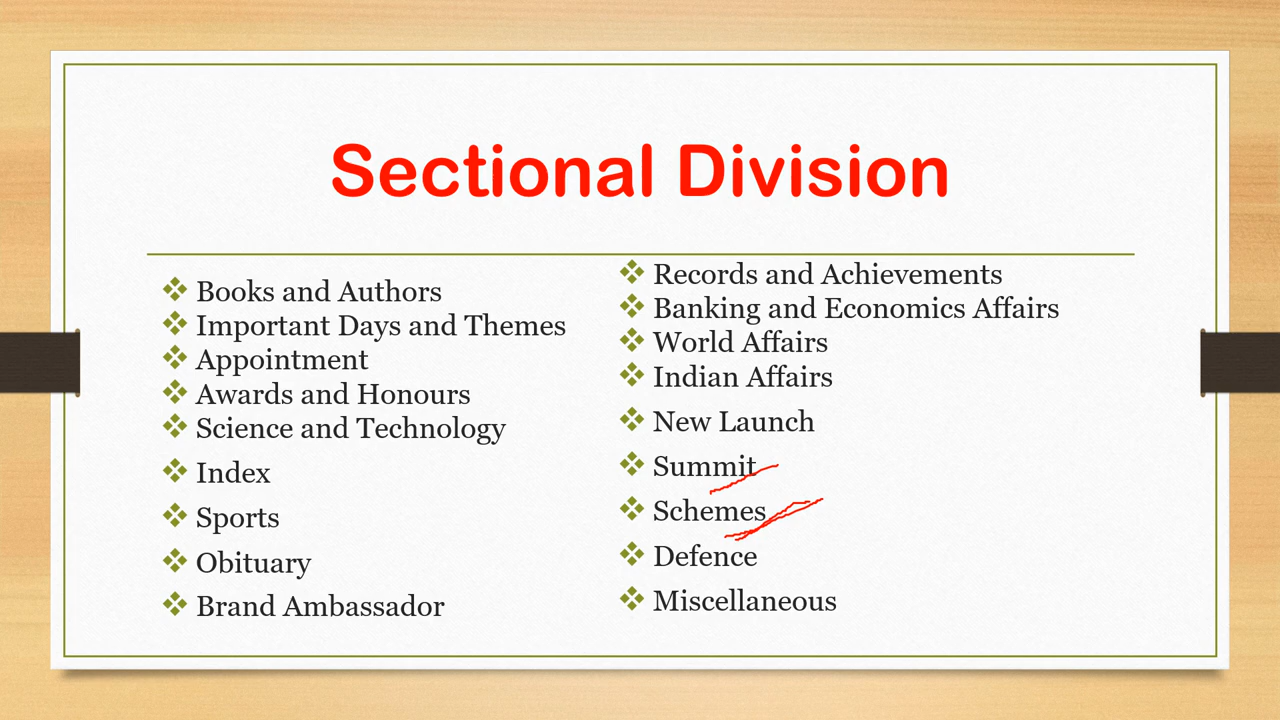 Sectional Division
Books and Authors
Important Days and Themes
Appointment
Awards and Honours
Science and Technology
Index
Sports
Obituary
Brand Ambassador
Records and Achievements
Banking and Economics Affairs
World Affairs
Indian Affairs
New Launch
Summit
Schemes
Defence
Miscellaneous